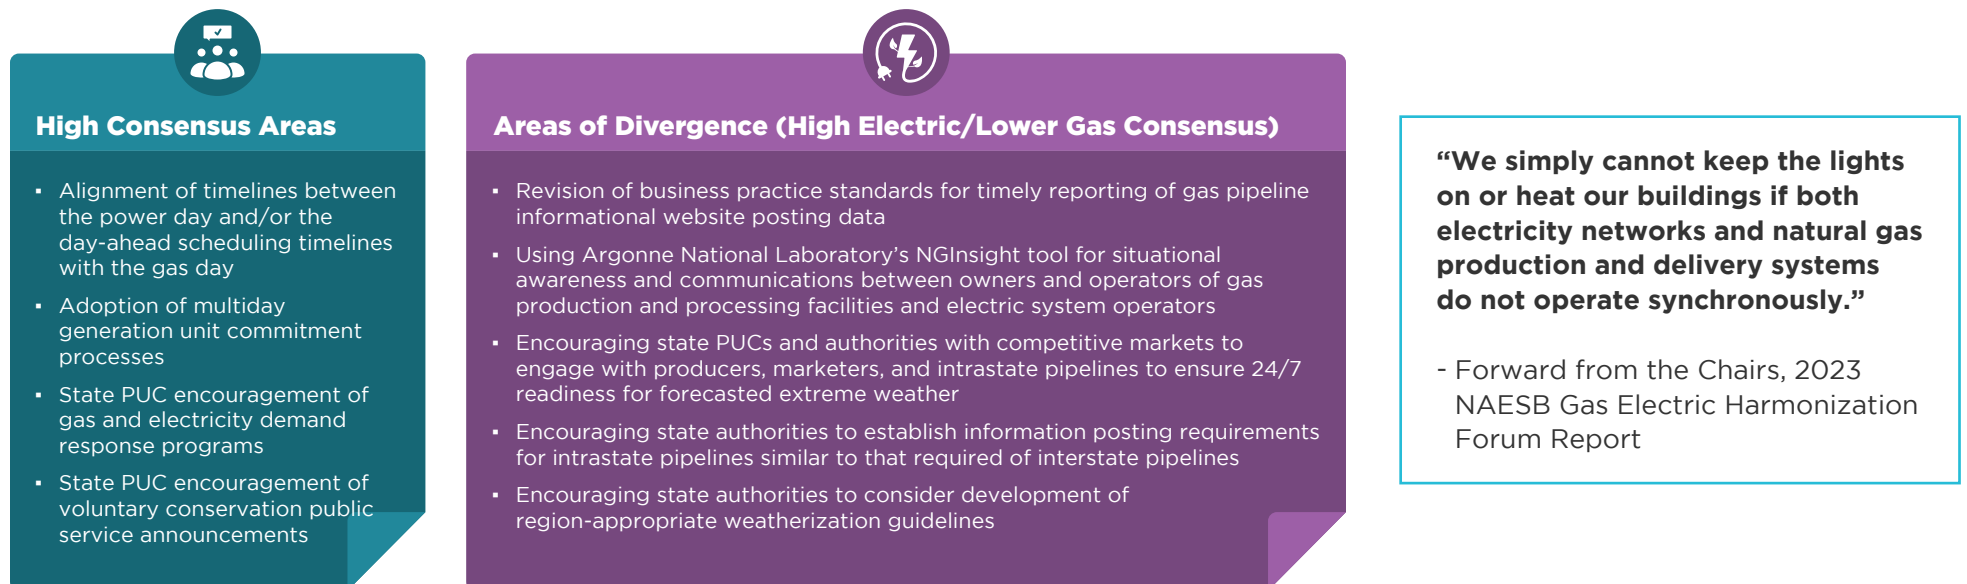 High Consensus Areas
▪ Alignment of timelines between
the power day and/or the
day-ahead scheduling timelines
with the gas day
▪ Adoption of multiday
generation unit commitment
processes
▪ State PUC encouragement of
gas and electricity demand
response programs
▪ State PUC encouragement of
voluntary conservation public
service announcements
Areas of Divergence (High Electric/Lower Gas Consensus)
▪ Revision of business practice standards for timely reporting of gas pipeline
informational website posting data
▪ Using Argonne National Laboratory’s NGInsight tool for situational
awareness and communications between owners and operators of gas
production and processing facilities and electric system operators
▪ Encouraging state PUCs and authorities with competitive markets to
engage with producers, marketers, and intrastate pipelines to ensure 24/7
readiness for forecasted extreme weather
▪ Encouraging state authorities to establish information posting requirements
for intrastate pipelines similar to that required of interstate pipelines
▪ Encouraging state authorities to consider development of
region-appropriate weatherization guidelines
“We simply cannot keep the lights
on or heat our buildings if both
electricity networks and natural gas
production and delivery systems
do not operate synchronously.”
- Forward from the Chairs, 2023
NAESB Gas Electric Harmonization
Forum Report